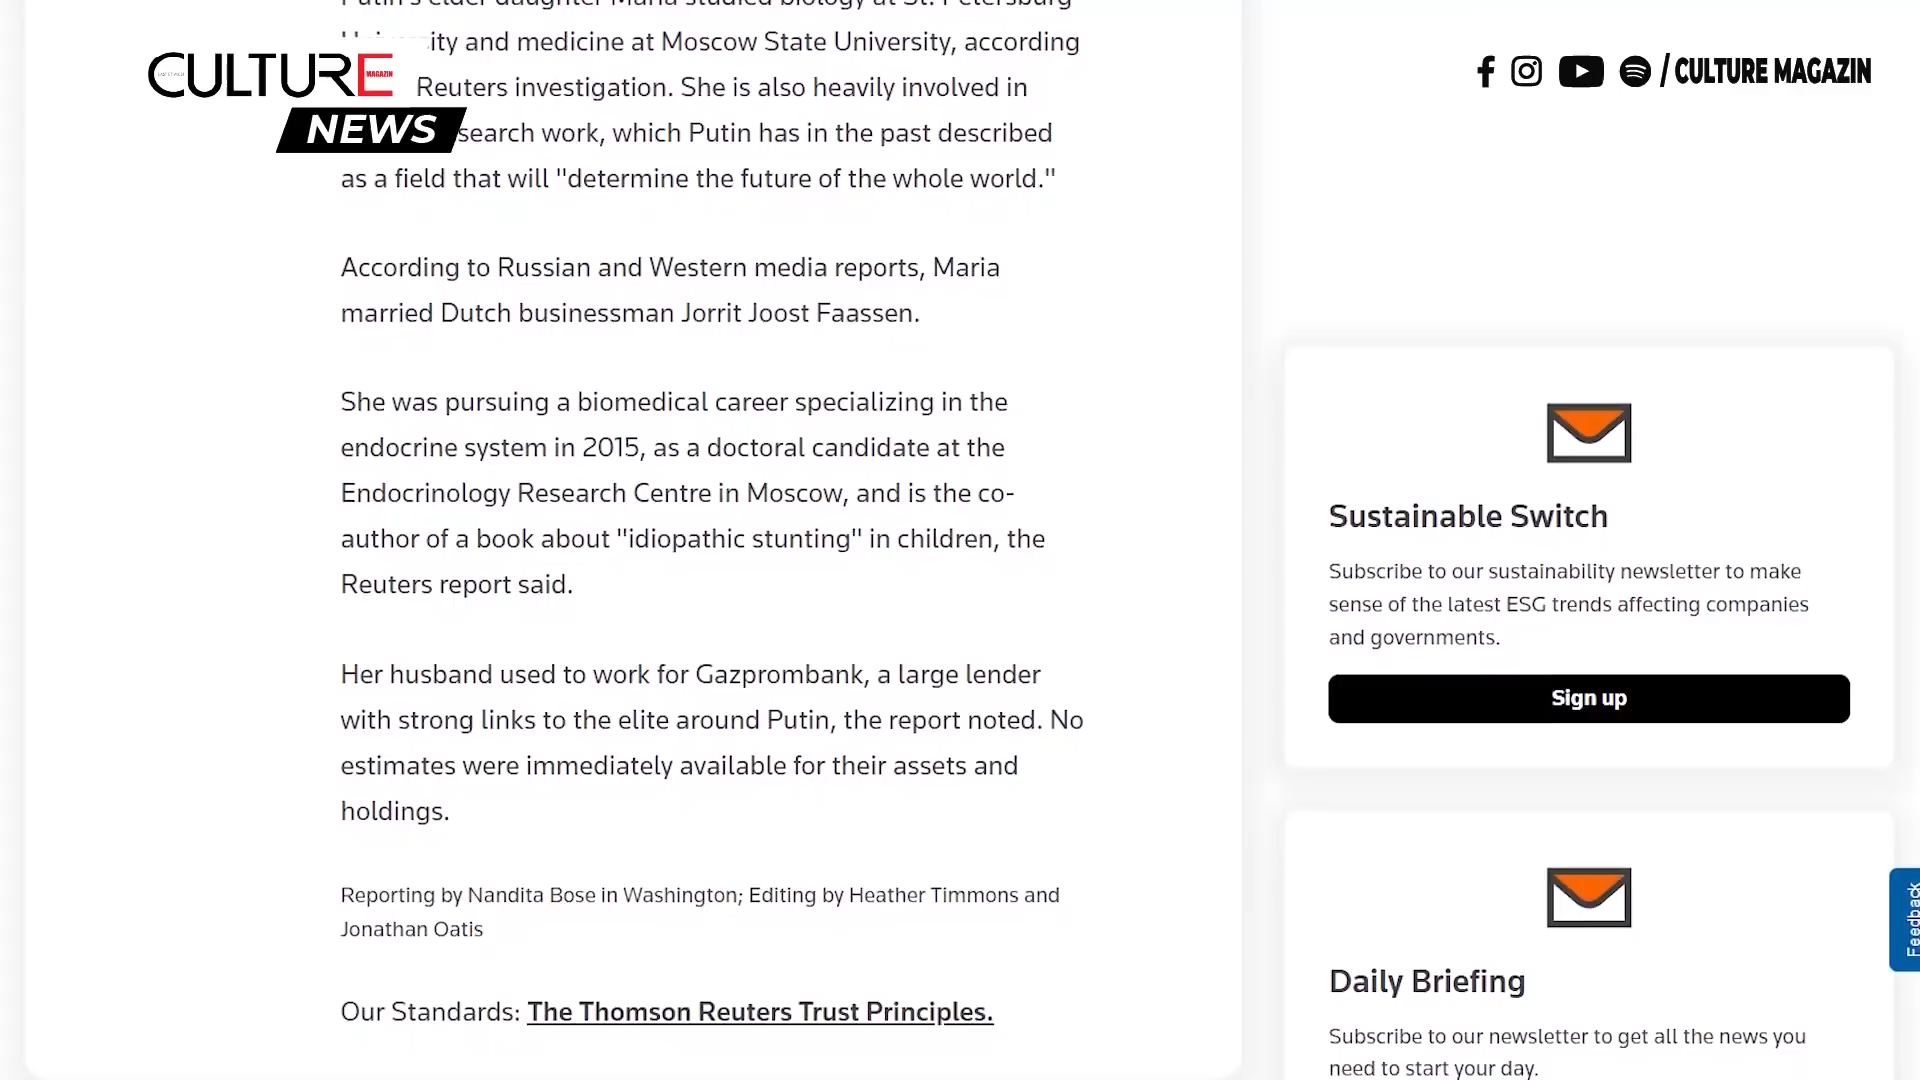 Putin's elder daughter Maria studied biology at St. Petersburg
ity and medicine at Moscow State University, according
Reuters investigation. She is also heavily involved in
search work, which Putin has in the past described
as a field that will "determine the future of the whole world."
According to Russian and Western media reports, Maria
married Dutch businessman Jorrit Joost Faassen.
She was pursuing a biomedical career specializing in the
endocrine system in 2015, as a doctoral candidate at the
Endocrinology Research Centre in Moscow, and is the co-
author of a book about "idiopathic stunting" in children, the
Reuters report said.
Her husband used to work for Gazprombank, a large lender
with strong links to the elite around Putin, the report noted. No
estimates were immediately available for their assets and
holdings.
Reporting by Nandita Bose in Washington; Editing by Heather Timmons and
Jonathan Oatis
Our Standards: The Thomson Reuters Trust Principles.
CULTURE
MAGAZIN
NEWS
/ CULTURE MAGAZIN
Sustainable Switch
Subscribe to our sustainability newsletter to make
sense of the latest ESG trends affecting companies
and governments.
Sign up
Daily Briefing
Subscribe to our newsletter to get all the news you
need to start your day.
Feedback